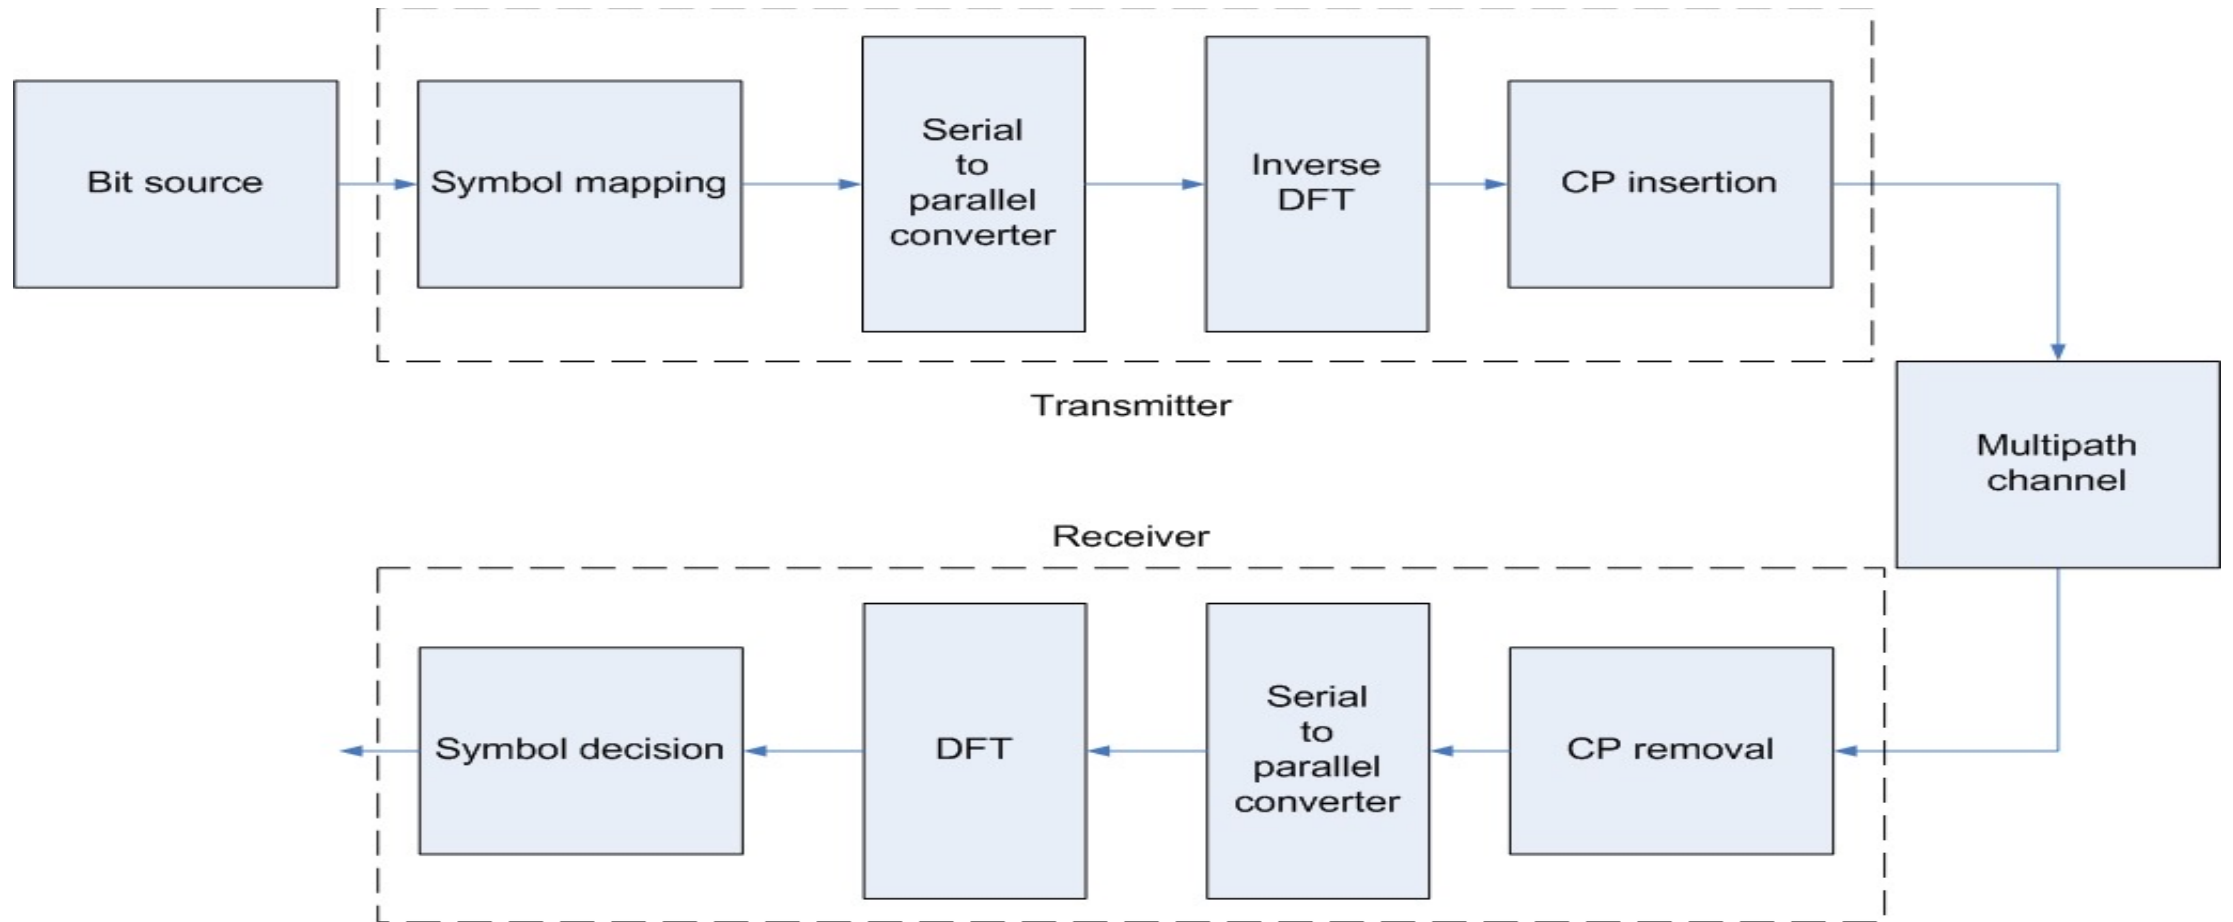 Bit source
Symbol mapping
Serial
to
parallel
converter
Inverse
DFT
CP insertion
Transmitter
Multipath
channel
Receiver
Symbol decision
DFT
Serial
to
parallel
converter
CP removal